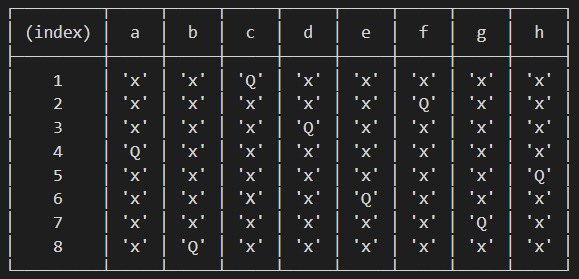 (index) a b c d e f g h
1 'x' 'x' 'Q' 'x' 'x' 'x' 'x' 'x'
2 'x' 'x' 'x' 'x' 'x' 'Q' 'x' 'x'
3 'x' 'x' 'x' 'Q' 'x' 'x' 'x' 'x'
4 'Q' 'x' 'x' 'x' 'x' 'x' 'x' 'x'
5 'x' 'x' 'x' 'x' 'x' 'x' 'x' 'Q'
6 'x' 'x' 'X' 'x' 'Q' 'x' 'x' 'x'
7 'x' 'x' 'x' 'x' 'x' 'x' 'Q' 'x'
8 'x' 'Q' 'x' 'x' 'x' 'x' 'x' 'x'